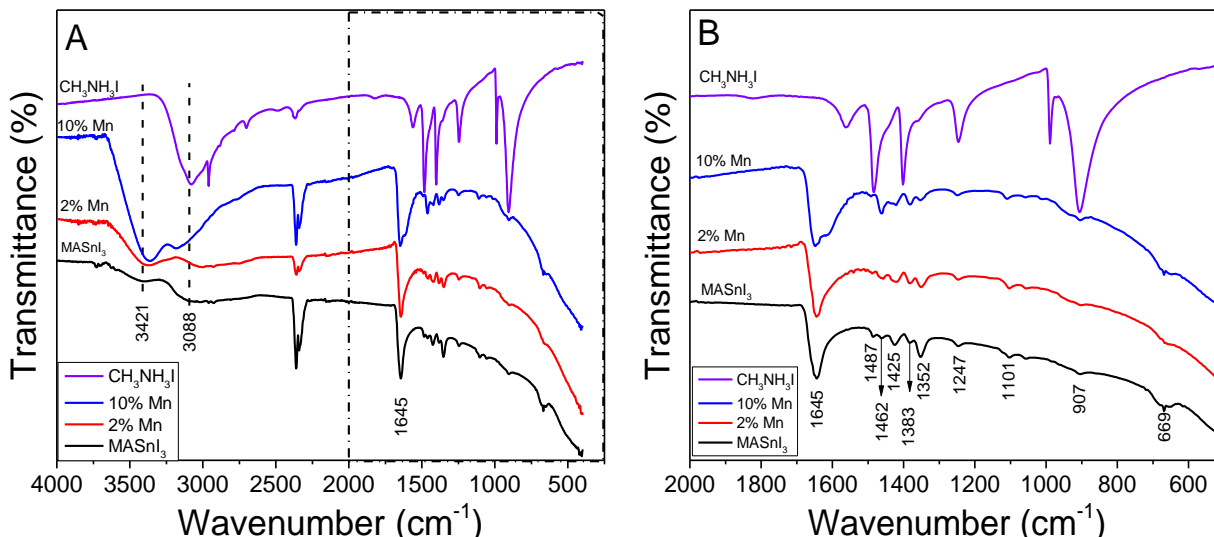 A
CH₃NH₃I
10% Mn
2% Mn
MASnI₃
3421
3088
1645
CH₃NH₃I
10% Mn
2% Mn
MASnI₃
4000 3500 3000 2500 2000 1500 1000 500
Wavenumber (cm⁻¹)
Transmittance (%)
B
CH₃NH₃I
10% Mn
2% Mn
MASnI₃
1645
1487
1462
1425
1383
1352
1247
1101
907
669
CH₃NH₃I
10% Mn
2% Mn
MASnI₃
2000 1800 1600 1400 1200 1000 800 600
Wavenumber (cm⁻¹)
Transmittance (%)